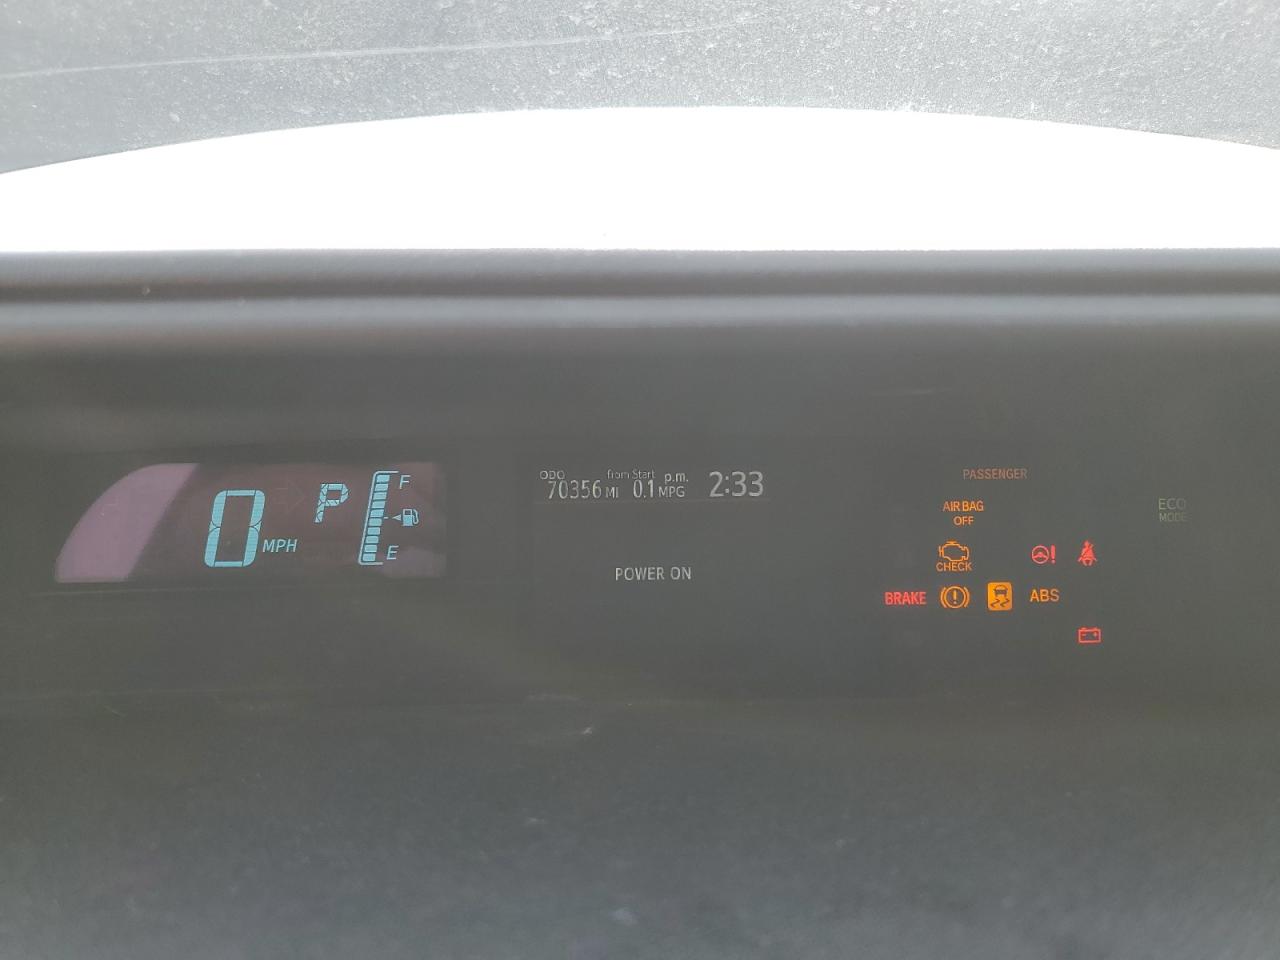 0 MPH P F
E
ODO from Start p.m.
70356 MI 0.1 MPG 2:33
POWER ON
PASSENGER
AIR BAG
OFF
CHECK
BRAKE ABS
ECO
MODE